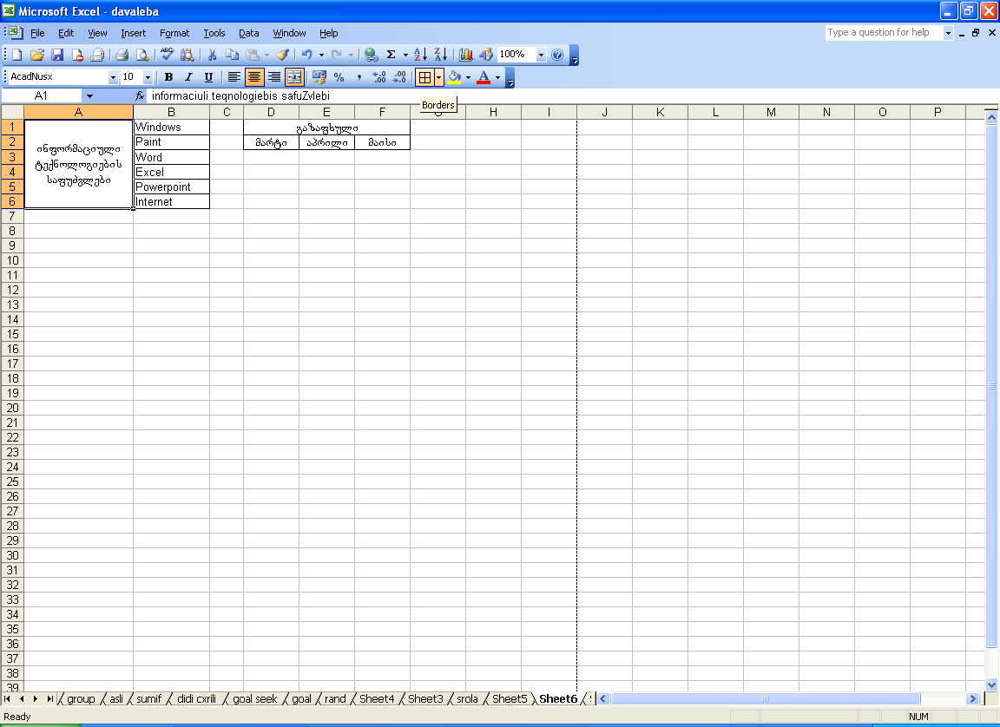 Microsoft Excel - davaleba
File Edit View Insert Format Tools Data Window Help
Type a question for help
100%
AcadNusx 10 B I U
A1 fx informaciuli teqnologiebis safuZvlebi
Borders
A B C D E F G H I J K L M N O P
1 Windows გაზაფხული
2 Paint მარტი აპრილი მაისი
ინფორმაციული
ტექნოლოგიების
საფუძვლები
3 Word
4 Excel
5 Powerpoint
6 Internet
7
8
9
10
11
12
13
14
15
16
17
18
19
20
21
22
23
24
25
26
27
28
29
30
31
32
33
34
35
36
37
38
39
group asli sumif didi cxrili goal seek goal rand Sheet4 Sheet3 srola Sheet5 Sheet6
Ready NUM